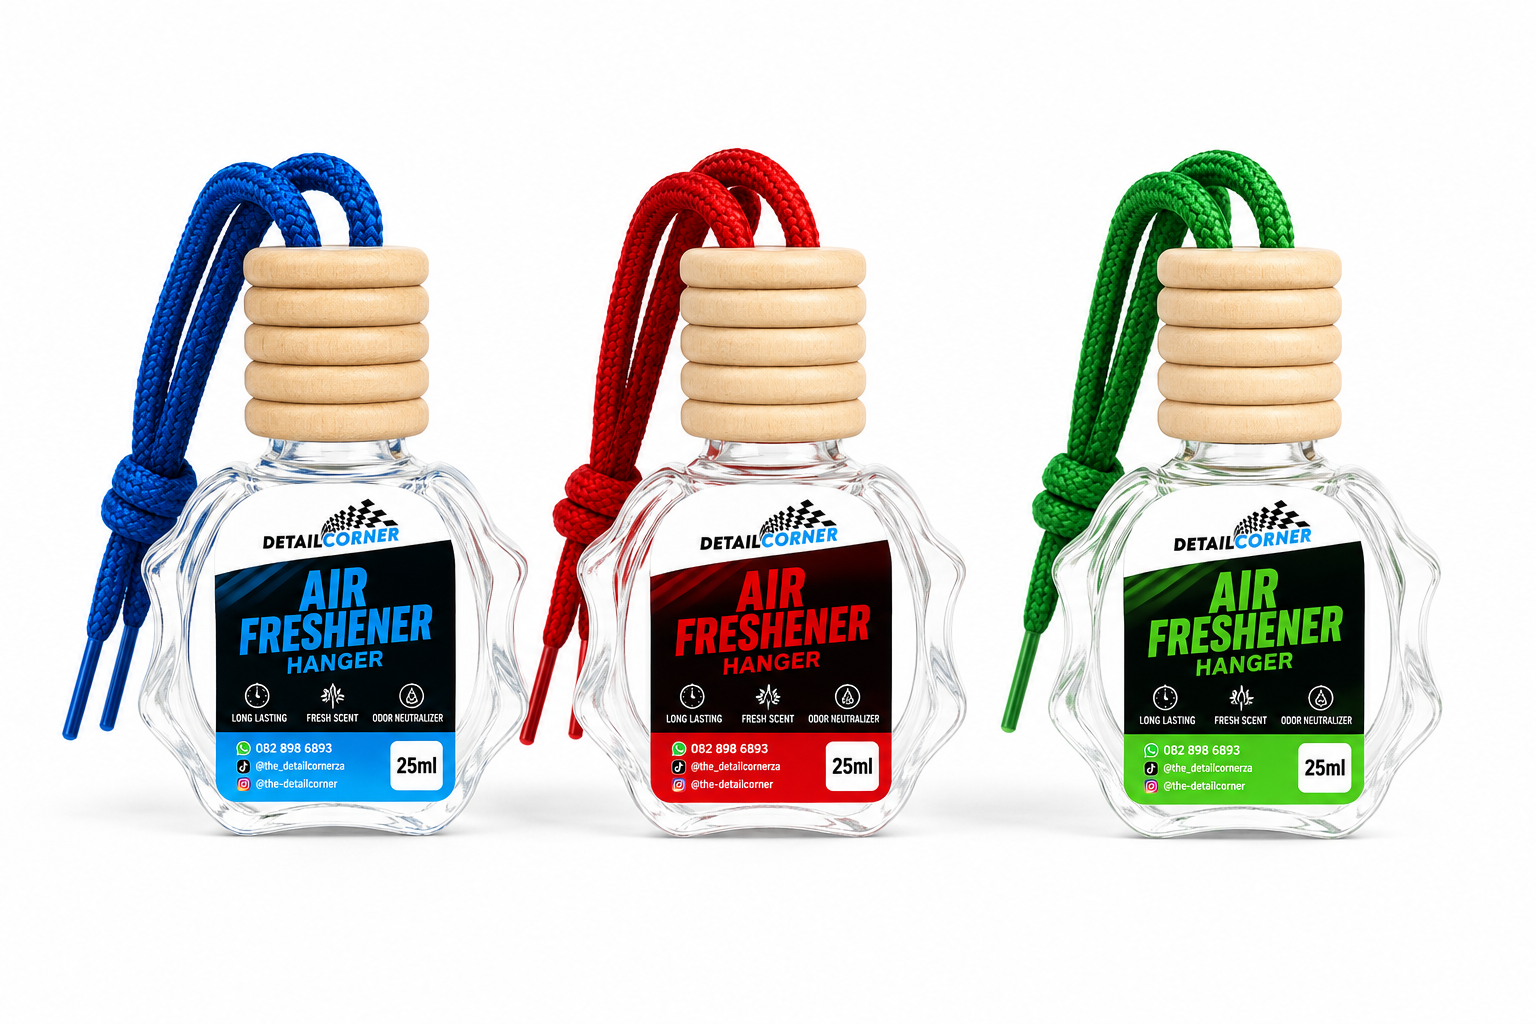 DETAILCORNER
AIR
FRESHENER
HANGER
LONG LASTING
FRESH SCENT
ODOR NEUTRALIZER
082 898 6893
@the_detailcornerza
@the-detailcorner
25ml
DETAILCORNER
AIR
FRESHENER
HANGER
LONG LASTING
FRESH SCENT
ODOR NEUTRALIZER
082 898 6893
@the_detailcornerza
@the-detailcorner
25ml
DETAILCORNER
AIR
FRESHENER
HANGER
LONG LASTING
FRESH SCENT
ODOR NEUTRALIZER
082 898 6893
@the_detailcornerza
@the-detailcorner
25ml